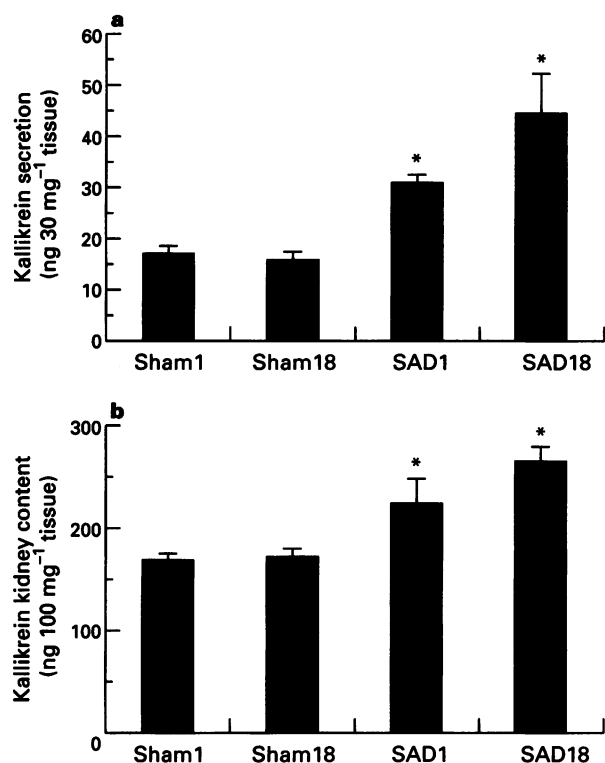 a
Kallikrein secretion
(ng 30 mg⁻¹ tissue)
60
50
40
30
20
10
0
*
*
Sham1 Sham18 SAD1 SAD18
b
Kallikrein kidney content
(ng 100 mg⁻¹ tissue)
300
200
100
0
*
*
Sham1 Sham18 SAD1 SAD18